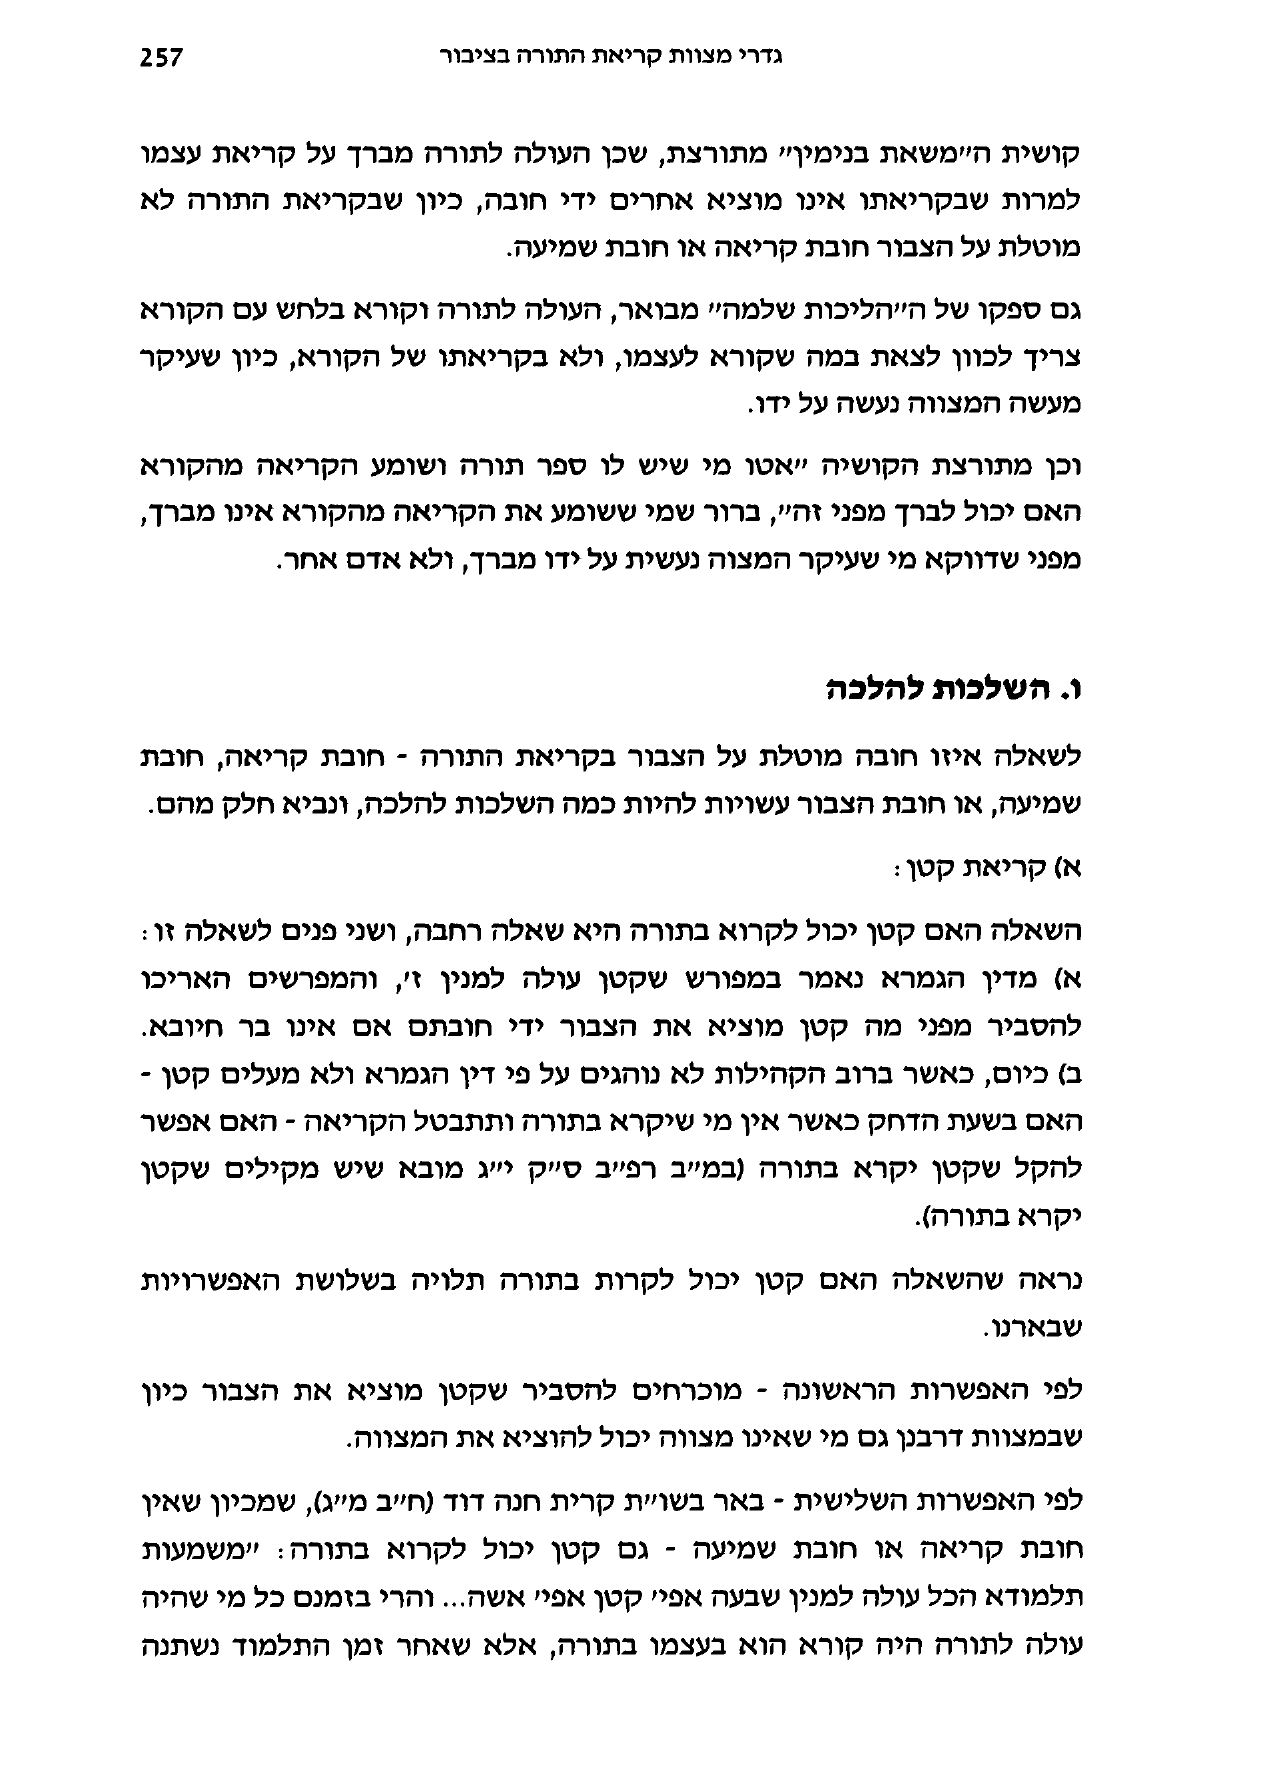 גדרי מצוות קריאת התורה בציבור 257
קושית ה"משאת בנימין" מתורצת, שכן העולה לתורה מברך על קריאת עצמו
למרות שבקריאתו אינו מוציא אחרים ידי חובה, כיון שבקריאת התורה לא
מוטלת על הצבור חובת קריאה או חובת שמיעה.
גם ספקו של ה"הליכות שלמה" מבואר, העולה לתורה וקורא בלחש עם הקורא
צריך לכוון לצאת במה שקורא לעצמו, ולא בקריאתו של הקורא, כיון שעיקר
מעשה המצווה נעשה על ידו.
וכן מתורצת הקושיה "אטו מי שיש לו ספר תורה ושומע הקריאה מהקורא
האם יכול לברך מפני זה", ברור שמי ששומע את הקריאה מהקורא אינו מברך,
מפני שדווקא מי שעיקר המצוה נעשית על ידו מברך, ולא אדם אחר.
ו. השלכות להלכה
לשאלה איזו חובה מוטלת על הצבור בקריאת התורה - חובת קריאה, חובת
שמיעה, או חובת הצבור עשויות להיות כמה השלכות להלכה, ונביא חלק מהם.
א) קריאת קטן:
השאלה האם קטן יכול לקרוא בתורה היא שאלה רחבה, ושני פנים לשאלה זו:
א) מדין הגמרא נאמר במפורש שקטן עולה למנין ז', והמפרשים האריכו
להסביר מפני מה קטן מוציא את הצבור ידי חובתם אם אינו בר חיובא.
ב) כיום, כאשר ברוב הקהילות לא נוהגים על פי דין הגמרא ולא מעלים קטן -
האם בשעת הדחק כאשר אין מי שיקרא בתורה ותתבטל הקריאה - האם אפשר
להקל שקטן יקרא בתורה (במ"ב רפ"ב ס"ק י"ג מובא שיש מקילים שקטן
יקרא בתורה).
נראה שהשאלה האם קטן יכול לקרות בתורה תלויה בשלושת האפשרויות
שבארנו.
לפי האפשרות הראשונה - מוכרחים להסביר שקטן מוציא את הצבור כיון
שבמצוות דרבנן גם מי שאינו מצווה יכול להוציא את המצווה.
לפי האפשרות השלישית - באר בשו"ת קרית חנה דוד (ח"ב מ"ג), שמכיון שאין
חובת קריאה או חובת שמיעה - גם קטן יכול לקרוא בתורה: "משמעות
תלמודא הכל עולה למנין שבעה אפי' קטן אפי' אשה... והרי בזמנם כל מי שהיה
עולה לתורה היה קורא הוא בעצמו בתורה, אלא שאחר זמן התלמוד נשתנה